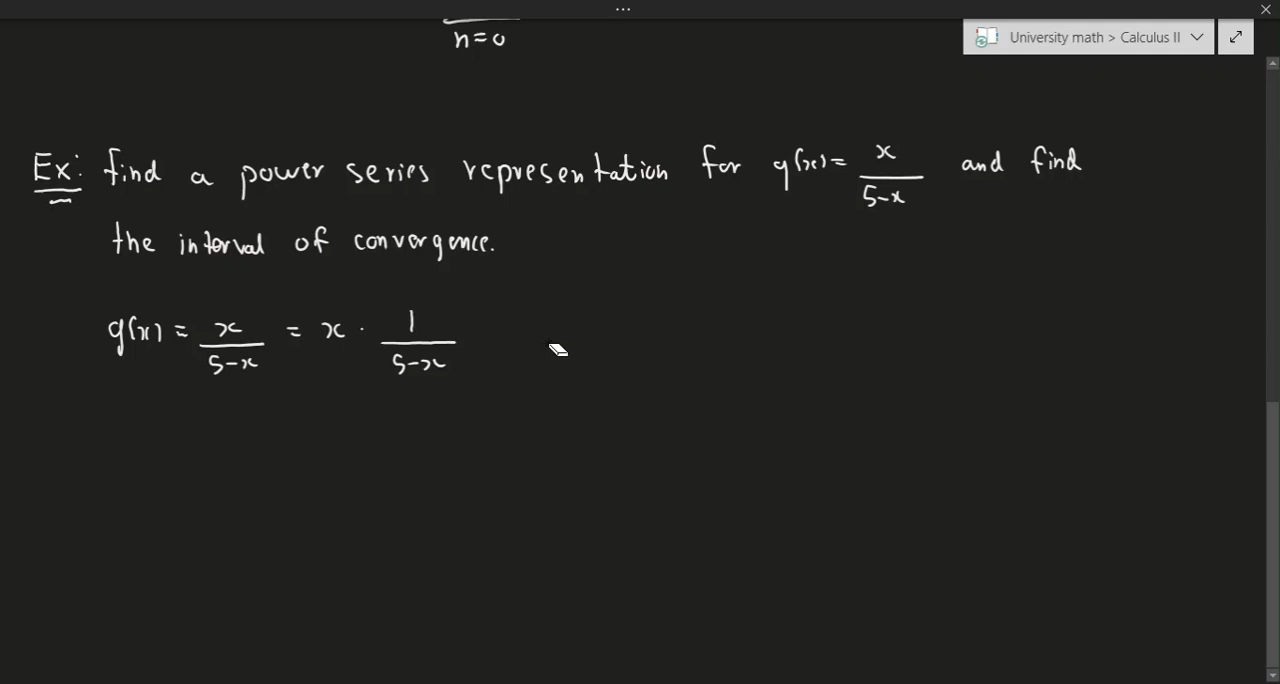 ...
n=0
University math > Calculus II
Ex: find a power series representation for g(x)= x/(5-x) and find
the interval of convergence.
g(x) = x/(5-x) = x · 1/(5-x)